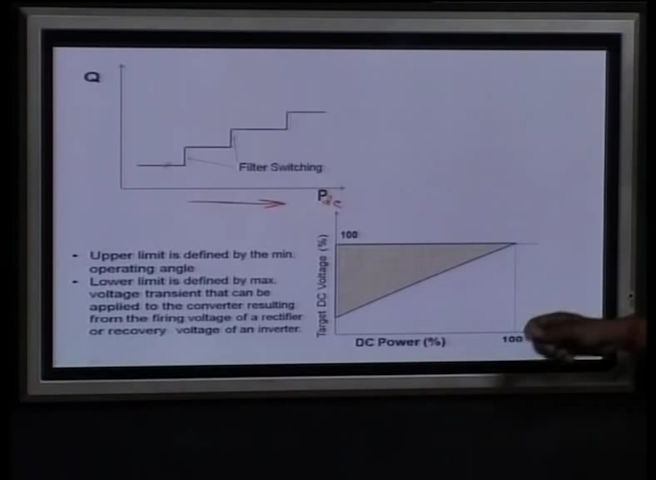 Q
Filter Switching
Pdc
• Upper limit is defined by the min.
operating angle
• Lower limit is defined by max.
voltage transient that can be
applied to the converter resulting
from the firing voltage of a rectifier
or recovery voltage of an inverter.
Target DC Voltage (%)
100
DC Power (%)
100